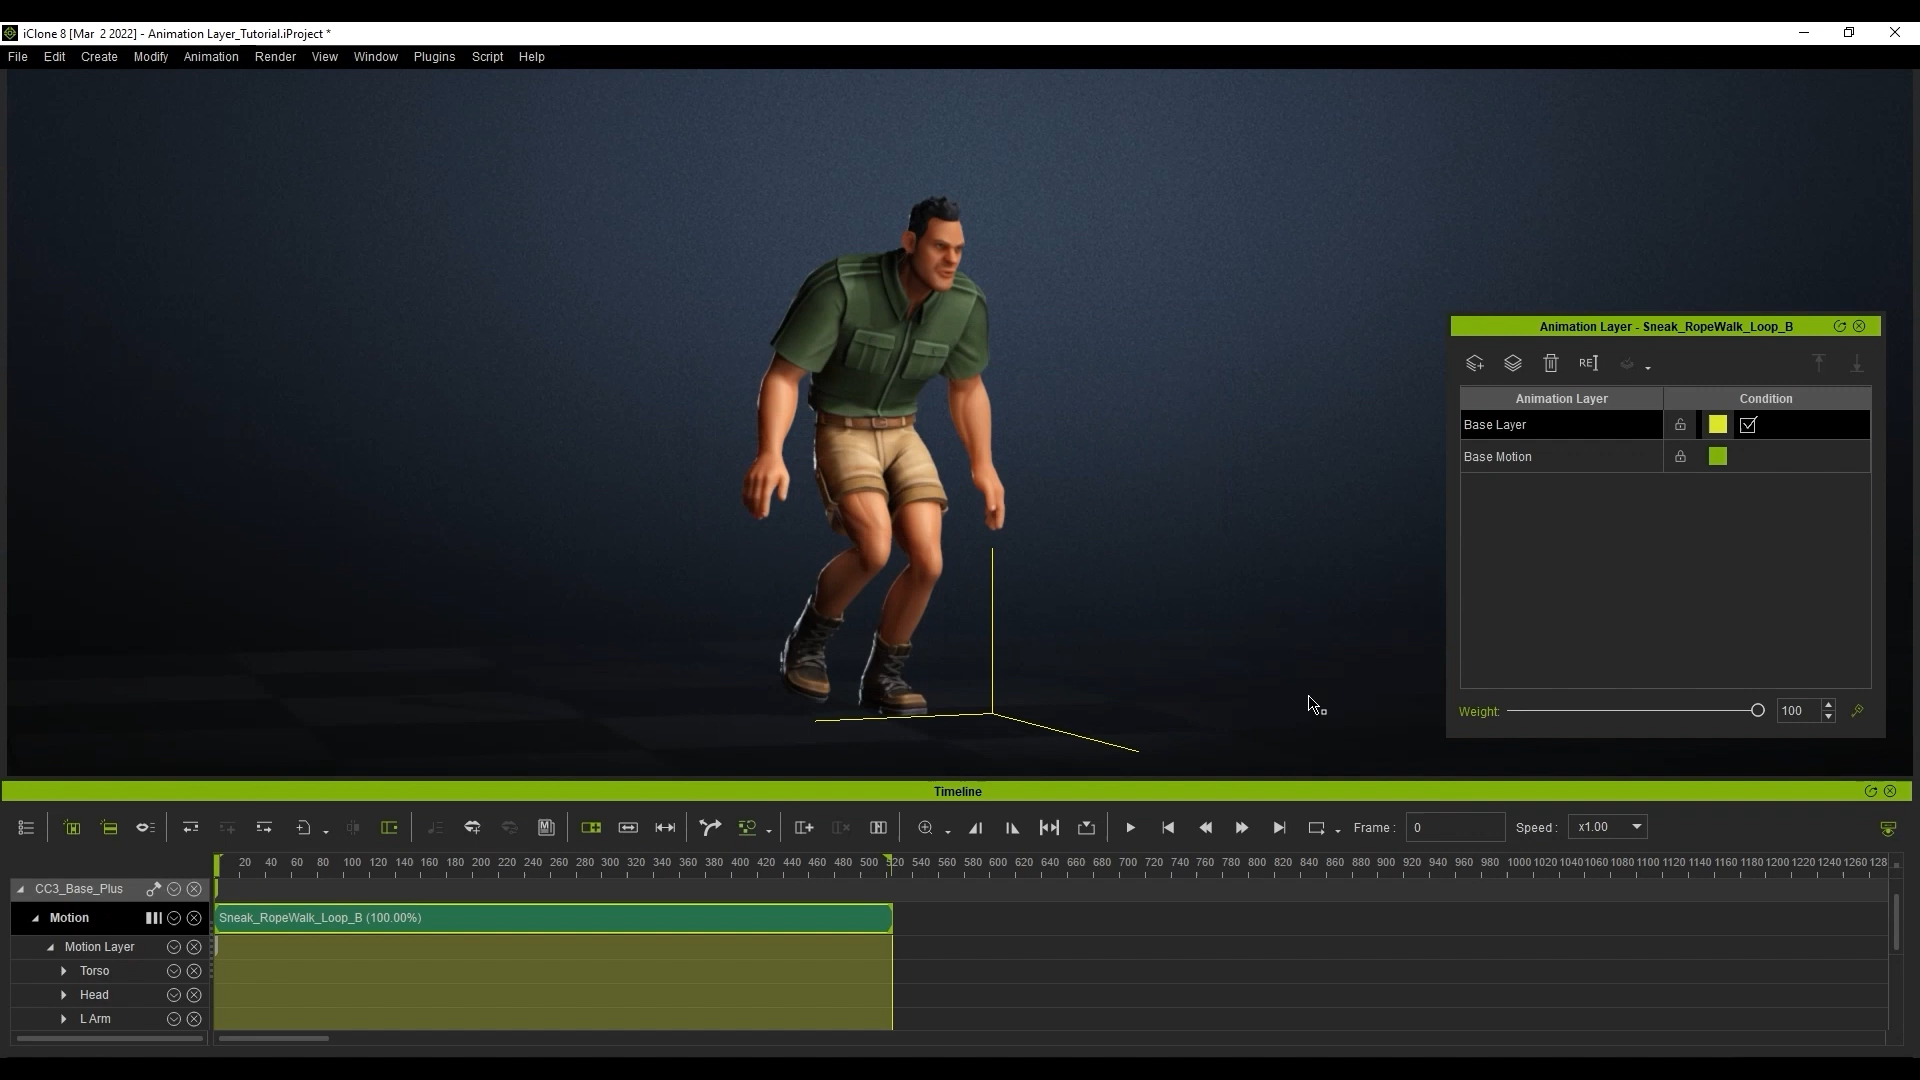 iClone 8 [Mar  2 2022] - Animation Layer_Tutorial.iProject *
File Edit Create Modify Animation Render View Window Plugins Script Help
Animation Layer - Sneak_RopeWalk_Loop_B
RE
Animation Layer Condition
Base Layer
Base Motion
Weight: 100
Timeline
Frame : 0 Speed : x1.00
20 40 60 80 100 120 140 160 180 200 220 240 260 280 300 320 340 360 380 400 420 440 460 480 500 520 540 560 580 600 620 640 660 680 700 720 740 760 780 800 820 840 860 880 900 920 940 960 980 1000 1020 1040 1060 1080 1100 1120 1140 1160 1180 1200 1220 1240 1260 128
CC3_Base_Plus
Motion Sneak_RopeWalk_Loop_B (100.00%)
Motion Layer
Torso
Head
L Arm